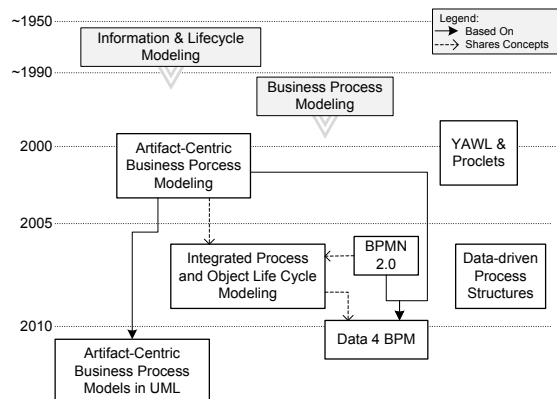 ~1950
Information & Lifecycle
Modeling
Legend:
Based On
Shares Concepts
~1990
Business Process
Modeling
2000
Artifact-Centric
Business Porcess
Modeling
YAWL &
Proclets
2005
Integrated Process
and Object Life Cycle
Modeling
BPMN
2.0
Data-driven
Process
Structures
2010
Data 4 BPM
Artifact-Centric
Business Process
Models in UML